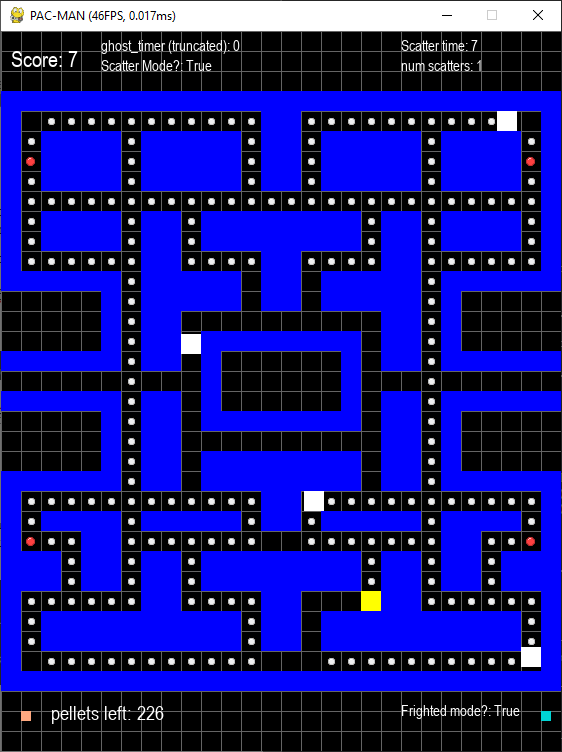 PAC-MAN (46FPS, 0.017ms)
ghost_timer (truncated): 0
Scatter time: 7
Score: 7
Scatter Mode?: True
num scatters: 1
pellets left: 226
Frighted mode?: True